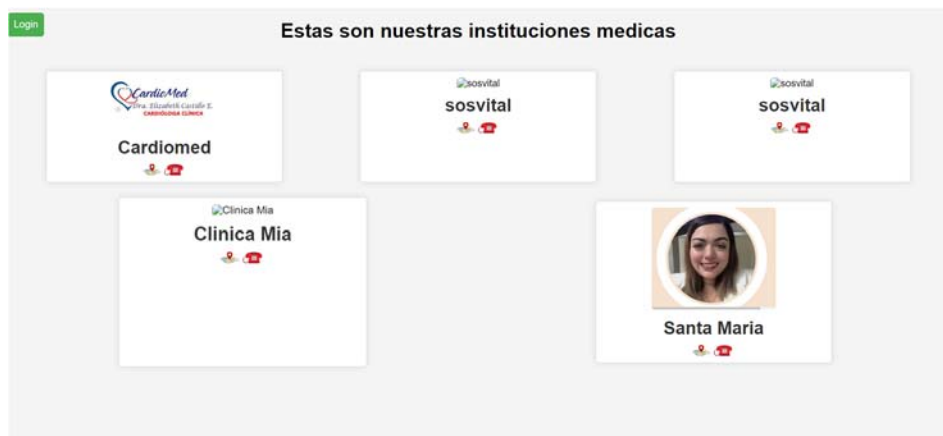 Login
Estas son nuestras instituciones medicas
CardioMed
Dra. Elizabeth Castillo E.
CARDIÓLOGA CLÍNICA
Cardiomed
sosvital
sosvital
sosvital
sosvital
Clinica Mia
Clinica Mia
Santa Maria